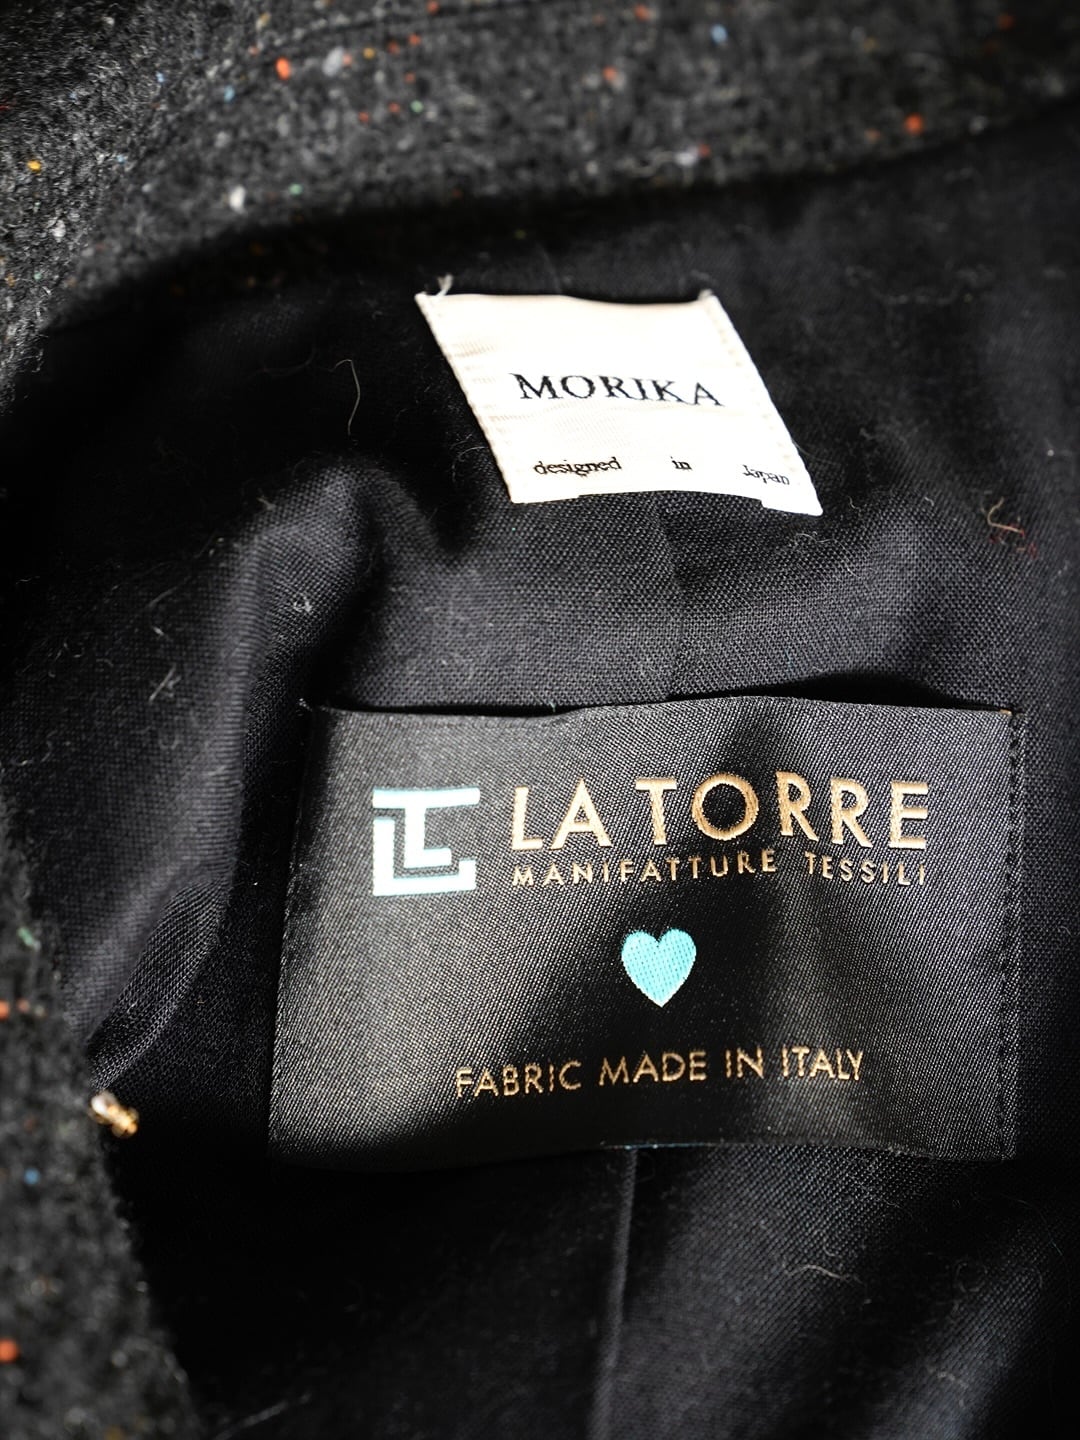 MORIKA
designed in Japan
LA TORRE
MANIFATTURE TESSILI
FABRIC MADE IN ITALY